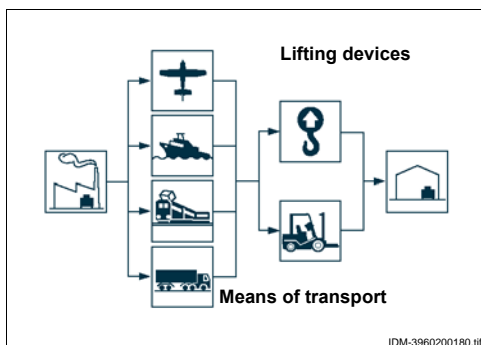 Lifting devices
Means of transport
IDM-3960200180.tif